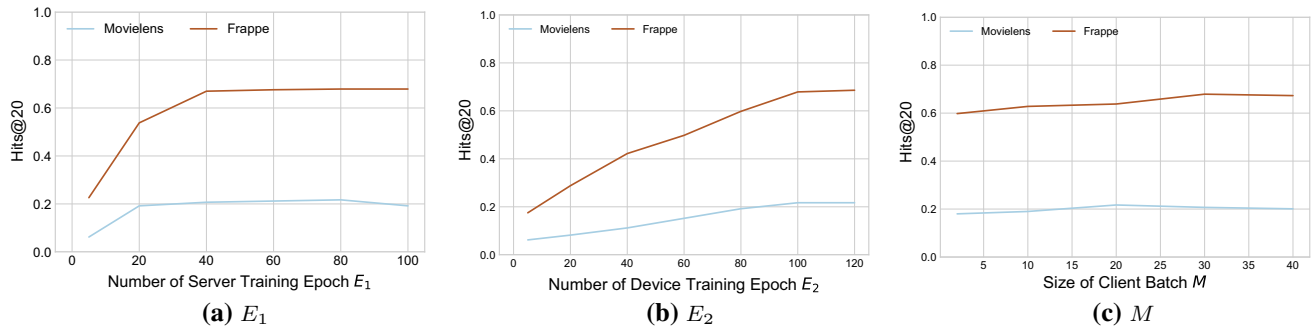 Movielens Frappe
1.0
0.8
0.6
0.4
0.2
0.0
Hits@20
0 20 40 60 80 100
Number of Server Training Epoch E₁
(a) E₁
Movielens Frappe
1.0
0.8
0.6
0.4
0.2
0.0
Hits@20
0 20 40 60 80 100 120
Number of Device Training Epoch E₂
(b) E₂
Movielens Frappe
1.0
0.8
0.6
0.4
0.2
0.0
Hits@20
5 10 15 20 25 30 35 40
Size of Client Batch M
(c) M